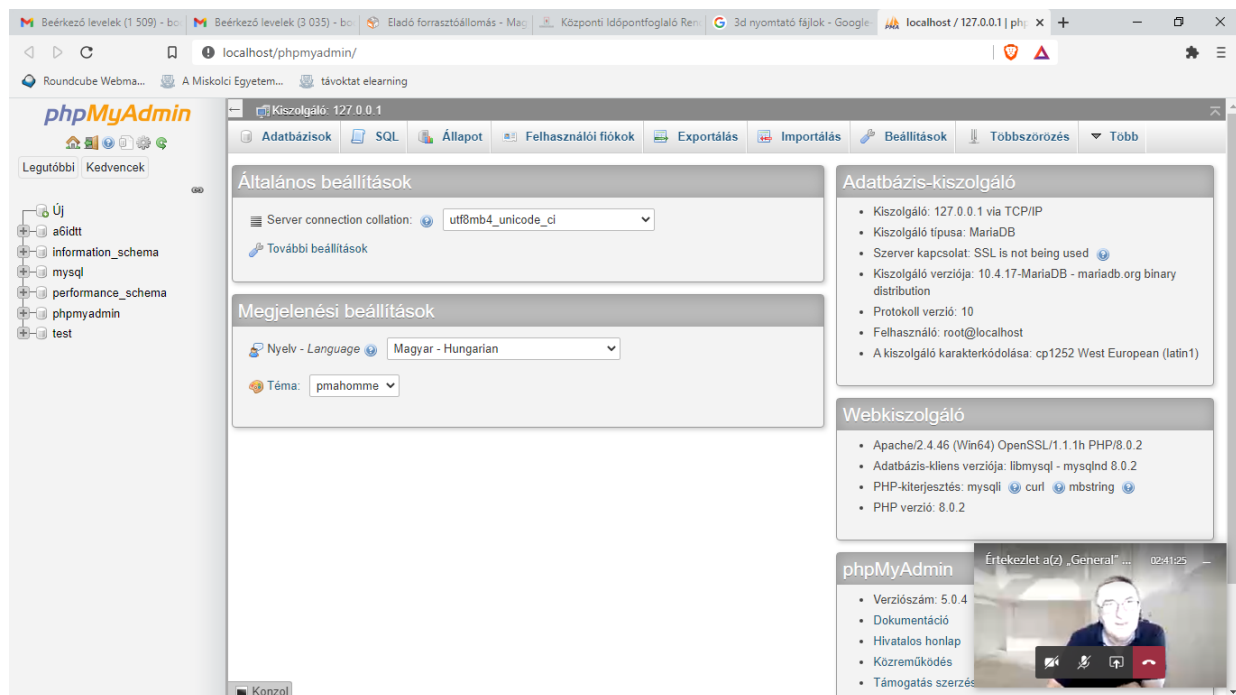 Beérkező levelek (1 509) - bo
Beérkező levelek (3 035) - bo
Eladó forrasztóállomás - Mag
Központi Időpontfoglaló Ren
3d nyomtató fájlok - Google
localhost / 127.0.0.1 | php
localhost/phpmyadmin/
Roundcube Webma...
A Miskolci Egyetem...
távoktat elearning
phpMyAdmin
Legutóbbi
Kedvencek
Új
a6idtt
information_schema
mysql
performance_schema
phpmyadmin
test
Kiszolgáló: 127.0.0.1
Adatbázisok
SQL
Állapot
Felhasználói fiókok
Exportálás
Importálás
Beállítások
Többszörözés
Több
Általános beállítások
Server connection collation:
utf8mb4_unicode_ci
További beállítások
Megjelenési beállítások
Nyelv - Language
Magyar - Hungarian
Téma:
pmahomme
Adatbázis-kiszolgáló
Kiszolgáló: 127.0.0.1 via TCP/IP
Kiszolgáló típusa: MariaDB
Szerver kapcsolat: SSL is not being used
Kiszolgáló verziója: 10.4.17-MariaDB - mariadb.org binary
distribution
Protokoll verzió: 10
Felhasználó: root@localhost
A kiszolgáló karakterkódolása: cp1252 West European (latin1)
Webkiszolgáló
Apache/2.4.46 (Win64) OpenSSL/1.1.1h PHP/8.0.2
Adatbázis-kliens verziója: libmysql - mysqlnd 8.0.2
PHP-kiterjesztés: mysqli curl mbstring
PHP verzió: 8.0.2
phpMyAdmin
Verziószám: 5.0.4
Dokumentáció
Hivatalos honlap
Közreműködés
Támogatás szerzés
Értekezlet a(z) „General" ...
02:41:25
Konzol